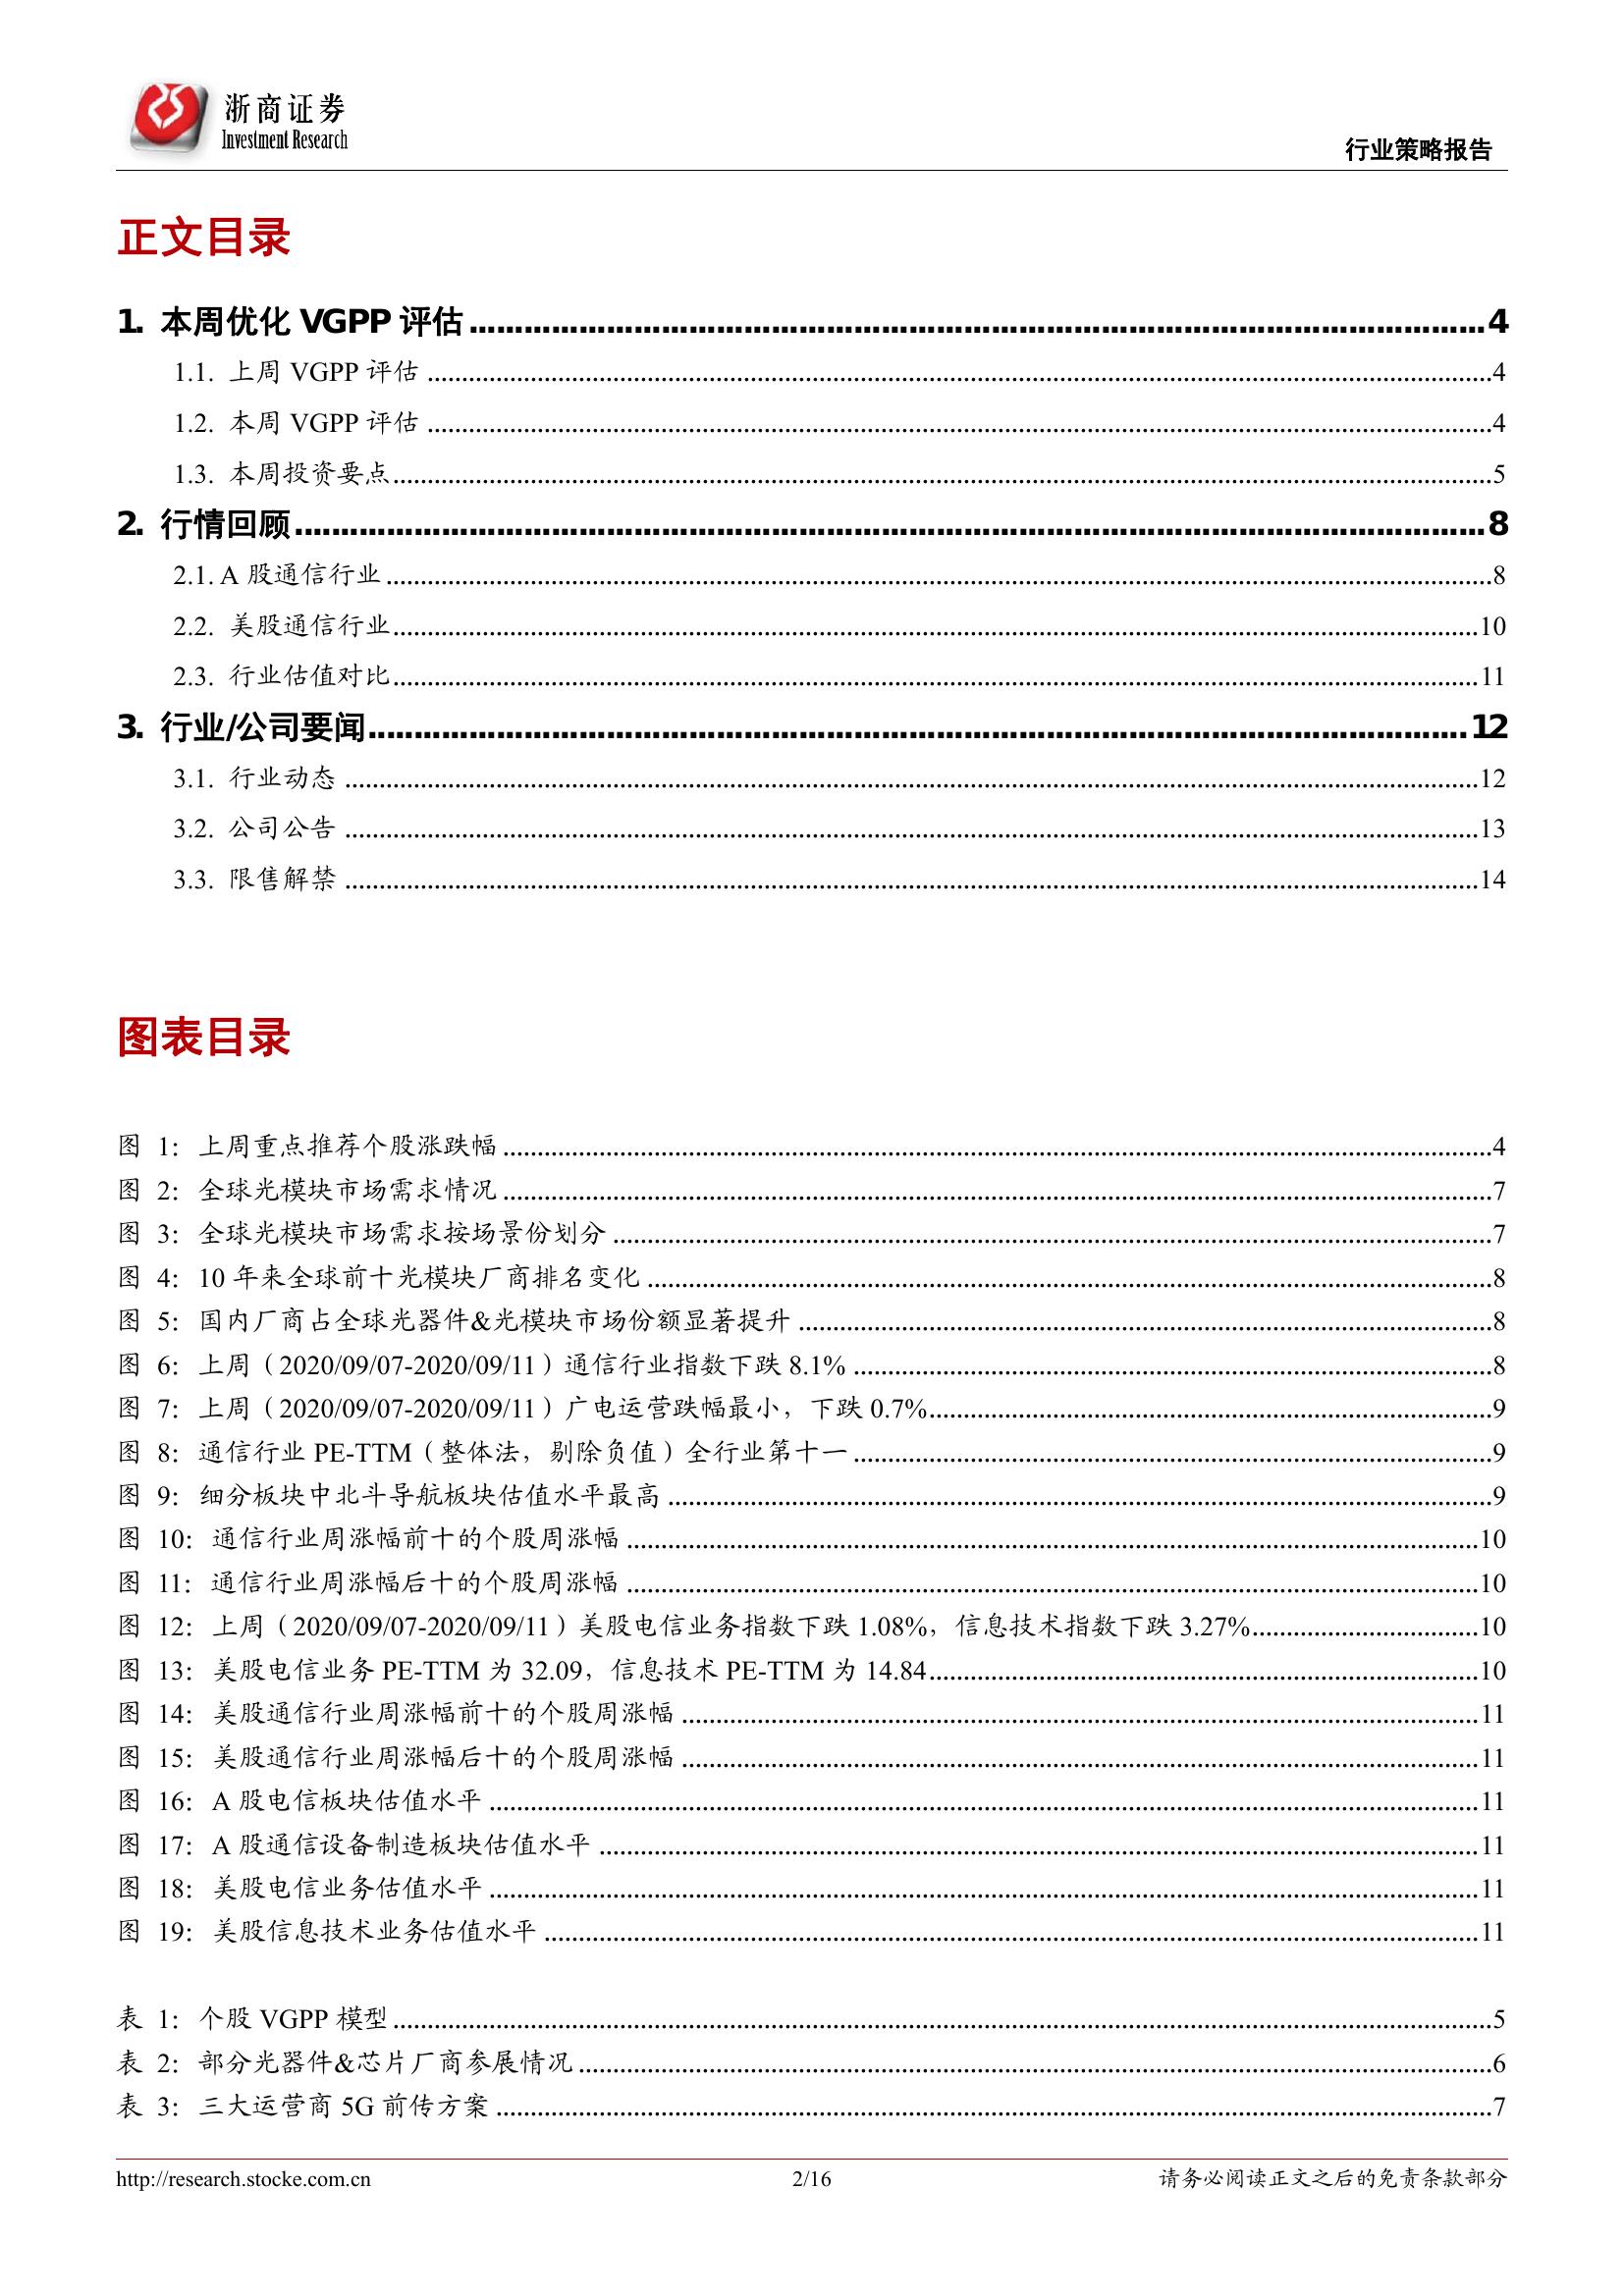 浙商证券
Investment Research
行业策略报告
正文目录
1. 本周优化 VGPP 评估 4
1.1. 上周 VGPP 评估 4
1.2. 本周 VGPP 评估 4
1.3. 本周投资要点 5
2. 行情回顾 8
2.1. A 股通信行业 8
2.2. 美股通信行业 10
2.3. 行业估值对比 11
3. 行业/公司要闻 12
3.1. 行业动态 12
3.2. 公司公告 13
3.3. 限售解禁 14
图表目录
图 1：上周重点推荐个股涨跌幅 4
图 2：全球光模块市场需求情况 7
图 3：全球光模块市场需求按场景份划分 7
图 4：10 年来全球前十光模块厂商排名变化 8
图 5：国内厂商占全球光器件&光模块市场份额显著提升 8
图 6：上周（2020/09/07-2020/09/11）通信行业指数下跌 8.1% 8
图 7：上周（2020/09/07-2020/09/11）广电运营跌幅最小，下跌 0.7% 9
图 8：通信行业 PE-TTM（整体法，剔除负值）全行业第十一 9
图 9：细分板块中北斗导航板块估值水平最高 9
图 10：通信行业周涨幅前十的个股周涨幅 10
图 11：通信行业周涨幅后十的个股周涨幅 10
图 12：上周（2020/09/07-2020/09/11）美股电信业务指数下跌 1.08%，信息技术指数下跌 3.27% 10
图 13：美股电信业务 PE-TTM 为 32.09，信息技术 PE-TTM 为 14.84 10
图 14：美股通信行业周涨幅前十的个股周涨幅 11
图 15：美股通信行业周涨幅后十的个股周涨幅 11
图 16：A 股电信板块估值水平 11
图 17：A 股通信设备制造板块估值水平 11
图 18：美股电信业务估值水平 11
图 19：美股信息技术业务估值水平 11
表 1：个股 VGPP 模型 5
表 2：部分光器件&芯片厂商参展情况 6
表 3：三大运营商 5G 前传方案 7
http://research.stocke.com.cn 2/16 请务必阅读正文之后的免责条款部分